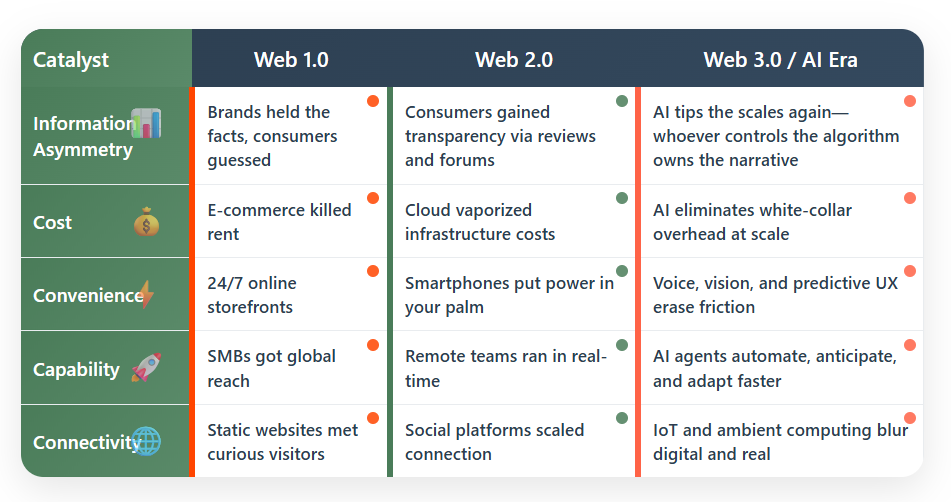 Catalyst
Web 1.0
Web 2.0
Web 3.0 / AI Era
Information
Asymmetry
Brands held the
facts, consumers
guessed
Consumers gained
transparency via reviews
and forums
AI tips the scales again—
whoever controls the algorithm
owns the narrative
Cost
E-commerce killed
rent
Cloud vaporized
infrastructure costs
AI eliminates white-collar
overhead at scale
Convenience
24/7 online
storefronts
Smartphones put power in
your palm
Voice, vision, and predictive UX
erase friction
Capability
SMBs got global
reach
Remote teams ran in real-
time
AI agents automate, anticipate,
and adapt faster
Connectivity
Static websites met
curious visitors
Social platforms scaled
connection
IoT and ambient computing blur
digital and real